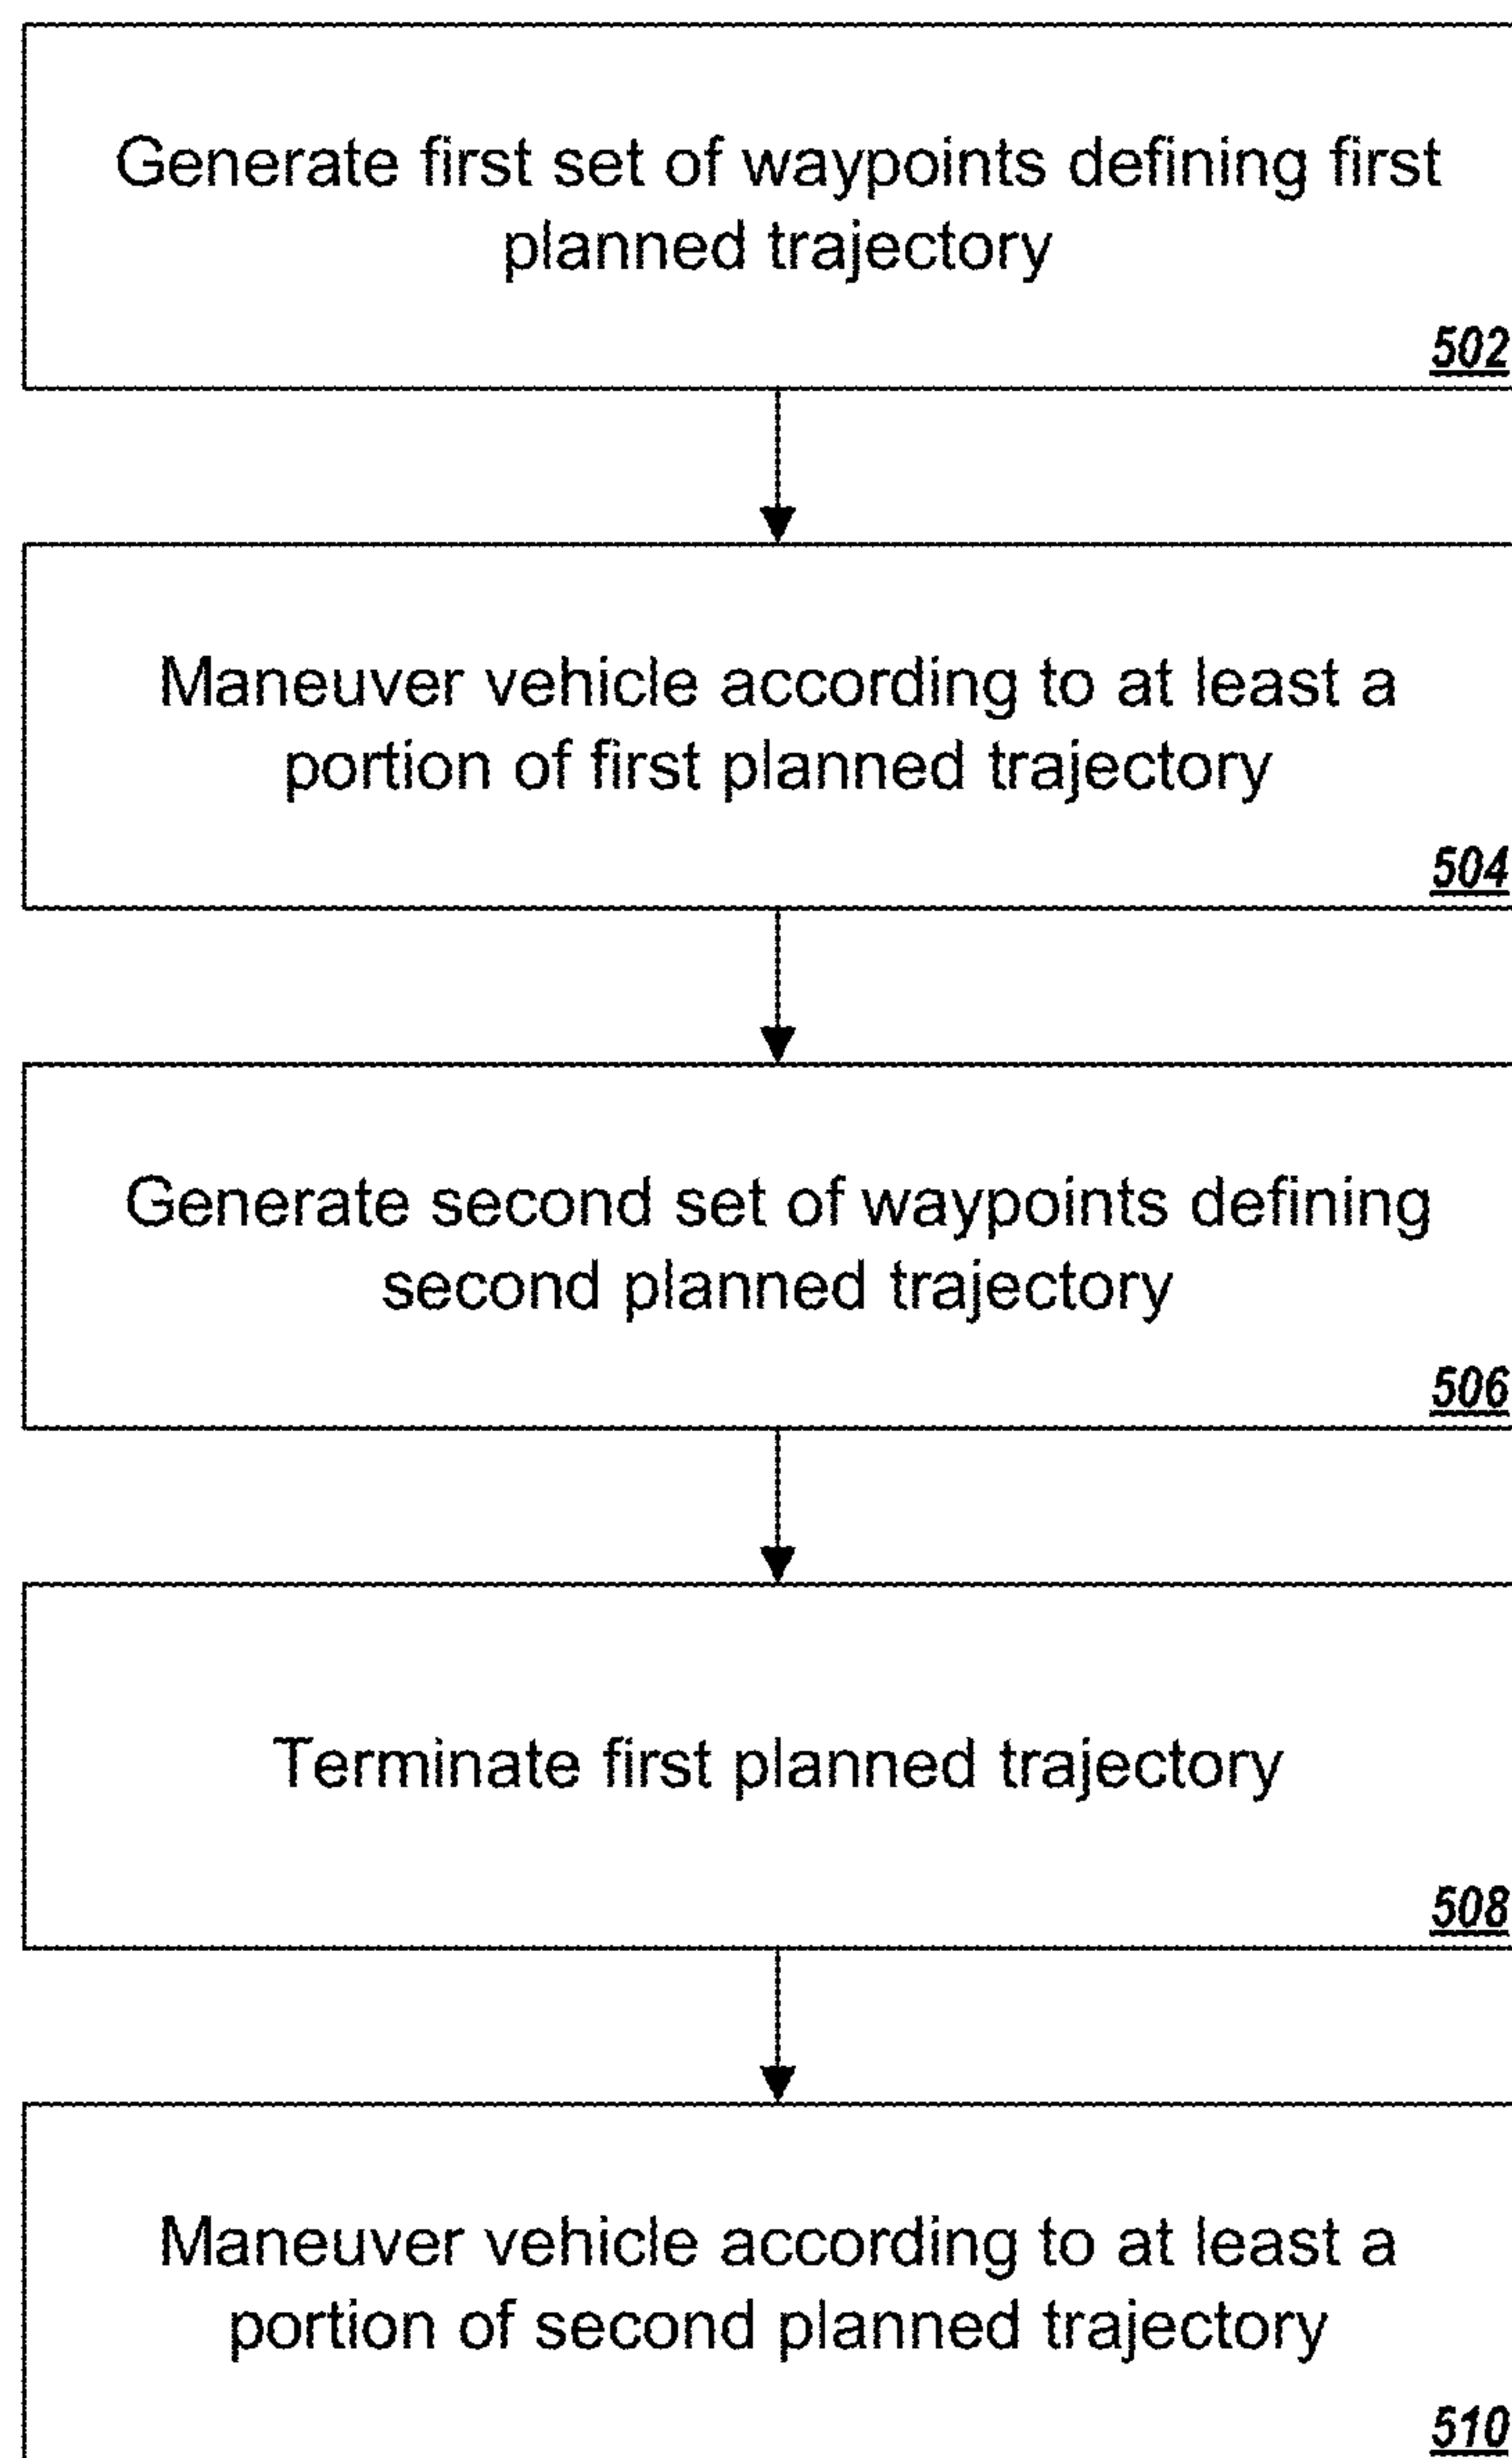 Generate first set of waypoints defining first
planned trajectory
502
Maneuver vehicle according to at least a
portion of first planned trajectory
504
Generate second set of waypoints defining
second planned trajectory
506
Terminate first planned trajectory
508
Maneuver vehicle according to at least a
portion of second planned trajectory
510